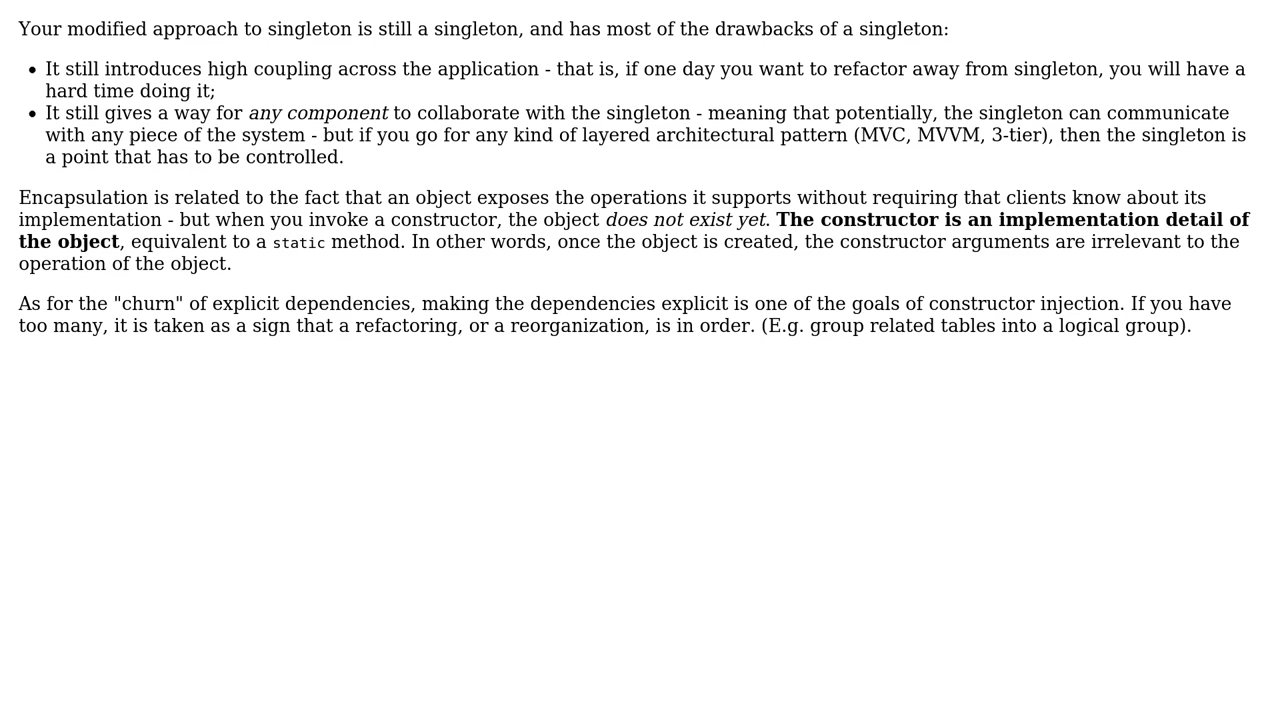 Your modified approach to singleton is still a singleton, and has most of the drawbacks of a singleton:
• It still introduces high coupling across the application - that is, if one day you want to refactor away from singleton, you will have a
hard time doing it;
• It still gives a way for any component to collaborate with the singleton - meaning that potentially, the singleton can communicate
with any piece of the system - but if you go for any kind of layered architectural pattern (MVC, MVVM, 3-tier), then the singleton is
a point that has to be controlled.
Encapsulation is related to the fact that an object exposes the operations it supports without requiring that clients know about its
implementation - but when you invoke a constructor, the object does not exist yet. The constructor is an implementation detail of
the object, equivalent to a static method. In other words, once the object is created, the constructor arguments are irrelevant to the
operation of the object.
As for the "churn" of explicit dependencies, making the dependencies explicit is one of the goals of constructor injection. If you have
too many, it is taken as a sign that a refactoring, or a reorganization, is in order. (E.g. group related tables into a logical group).